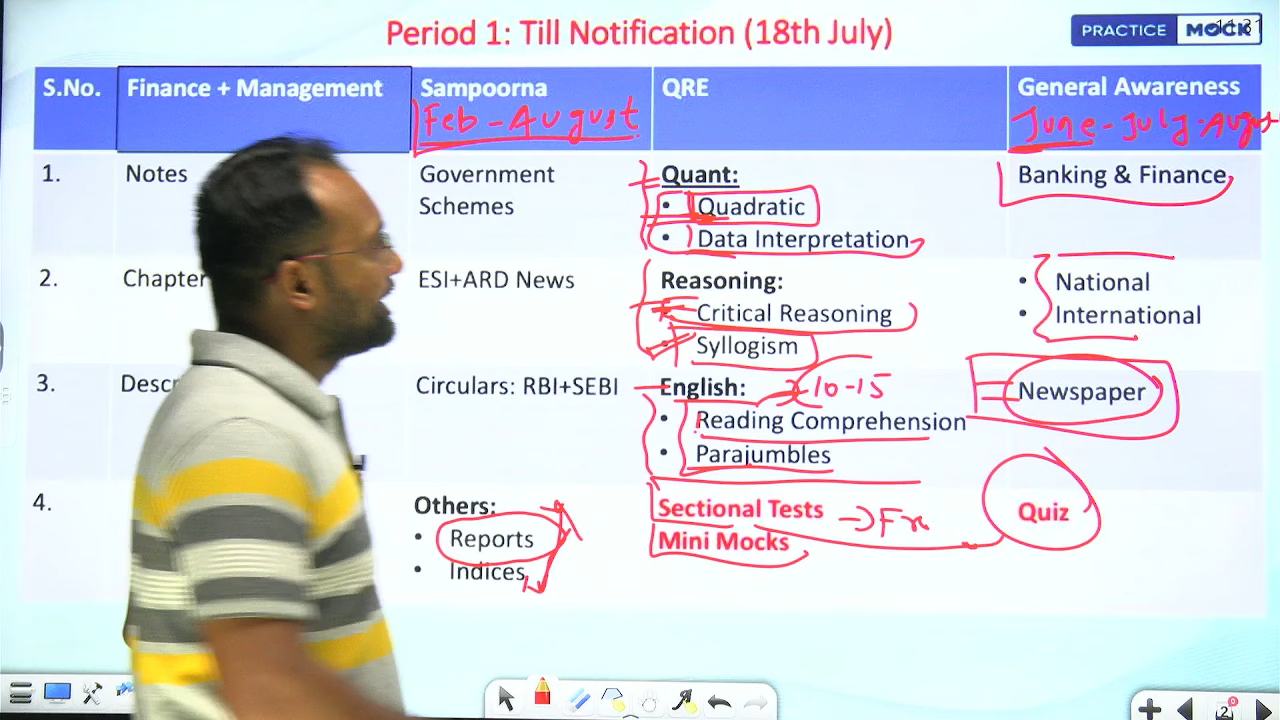 Period 1: Till Notification (18th July)
PRACTICE MOCK
S.No. Finance + Management Sampoorna QRE General Awareness
Feb - August June - July - August
1. Notes Government Schemes Quant: Banking & Finance
• Quadratic
• Data Interpretation
2. Chapter ESI+ARD News Reasoning: • National
• Critical Reasoning • International
• Syllogism
3. Desc Circulars: RBI+SEBI English: 10-15 Newspaper
• Reading Comprehension
• Parajumbles
4. Others: Sectional Tests Quiz
• Reports Mini Mocks
• Indices
2